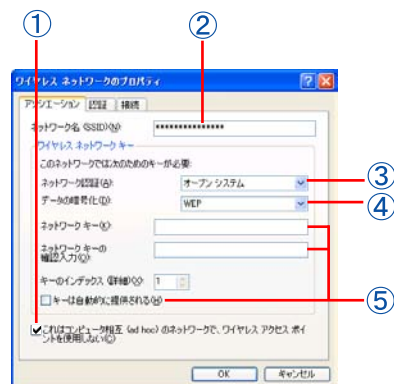 ① ②
ワイヤレス ネットワークのプロパティ
アソシエーション 認証 接続
ネットワーク名 (SSID)(N): ***************
ワイヤレス ネットワーク キー
このネットワークでは次のためのキーが必要:
ネットワーク認証(A): オープン システム ③
データの暗号化(D): WEP ④
ネットワーク キー(K):
ネットワーク キーの
確認入力(O):
キーのインデックス (詳細)(X): 1
キーは自動的に提供される(H) ⑤
これはコンピュータ相互 (ad hoc) のネットワークで、ワイヤレス アクセス ポイ
ントを使用しない(C)
OK キャンセル